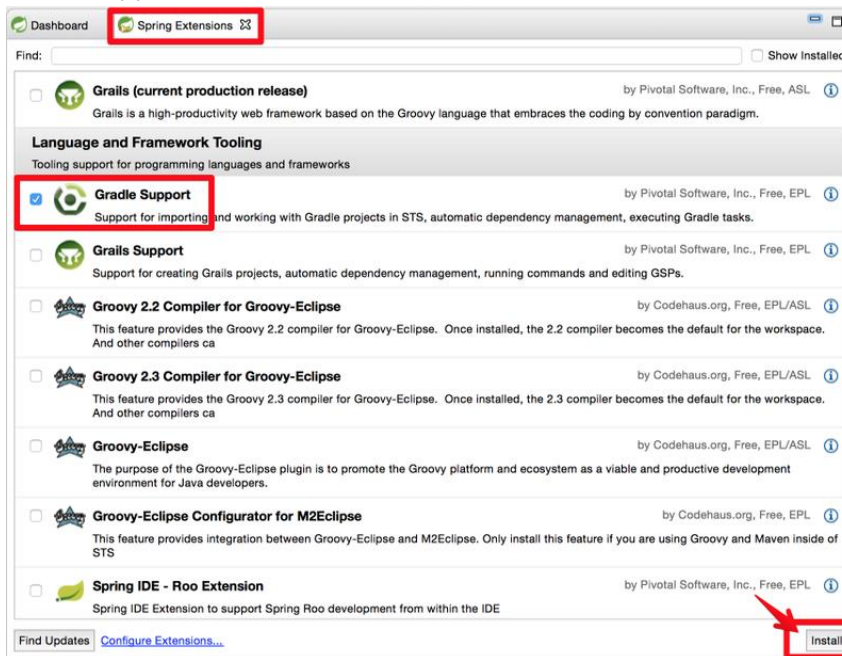 Dashboard Spring Extensions
Find: Show Installed
Grails (current production release) by Pivotal Software, Inc., Free, ASL
Grails is a high-productivity web framework based on the Groovy language that embraces the coding by convention paradigm.
Language and Framework Tooling
Tooling support for programming languages and frameworks
Gradle Support by Pivotal Software, Inc., Free, EPL
Support for importing and working with Gradle projects in STS, automatic dependency management, executing Gradle tasks.
Grails Support by Pivotal Software, Inc., Free, EPL
Support for creating Grails projects, automatic dependency management, running commands and editing GSPs.
Groovy 2.2 Compiler for Groovy-Eclipse by Codehaus.org, Free, EPL/ASL
This feature provides the Groovy 2.2 compiler for Groovy-Eclipse. Once installed, the 2.2 compiler becomes the default for the workspace.
And other compilers ca
Groovy 2.3 Compiler for Groovy-Eclipse by Codehaus.org, Free, EPL/ASL
This feature provides the Groovy 2.3 compiler for Groovy-Eclipse. Once installed, the 2.3 compiler becomes the default for the workspace.
And other compilers ca
Groovy-Eclipse by Codehaus.org, Free, EPL/ASL
The purpose of the Groovy-Eclipse plugin is to promote the Groovy platform and ecosystem as a viable and productive development
environment for Java developers.
Groovy-Eclipse Configurator for M2Eclipse by Codehaus.org, Free, EPL
This feature provides integration between Groovy-Eclipse and M2Eclipse. Only install this feature if you are using Groovy and Maven inside of
STS
Spring IDE - Roo Extension by Pivotal Software, Inc., Free, EPL
Spring IDE Extension to support Spring Roo development from within the IDE
Find Updates Configure Extensions... Install